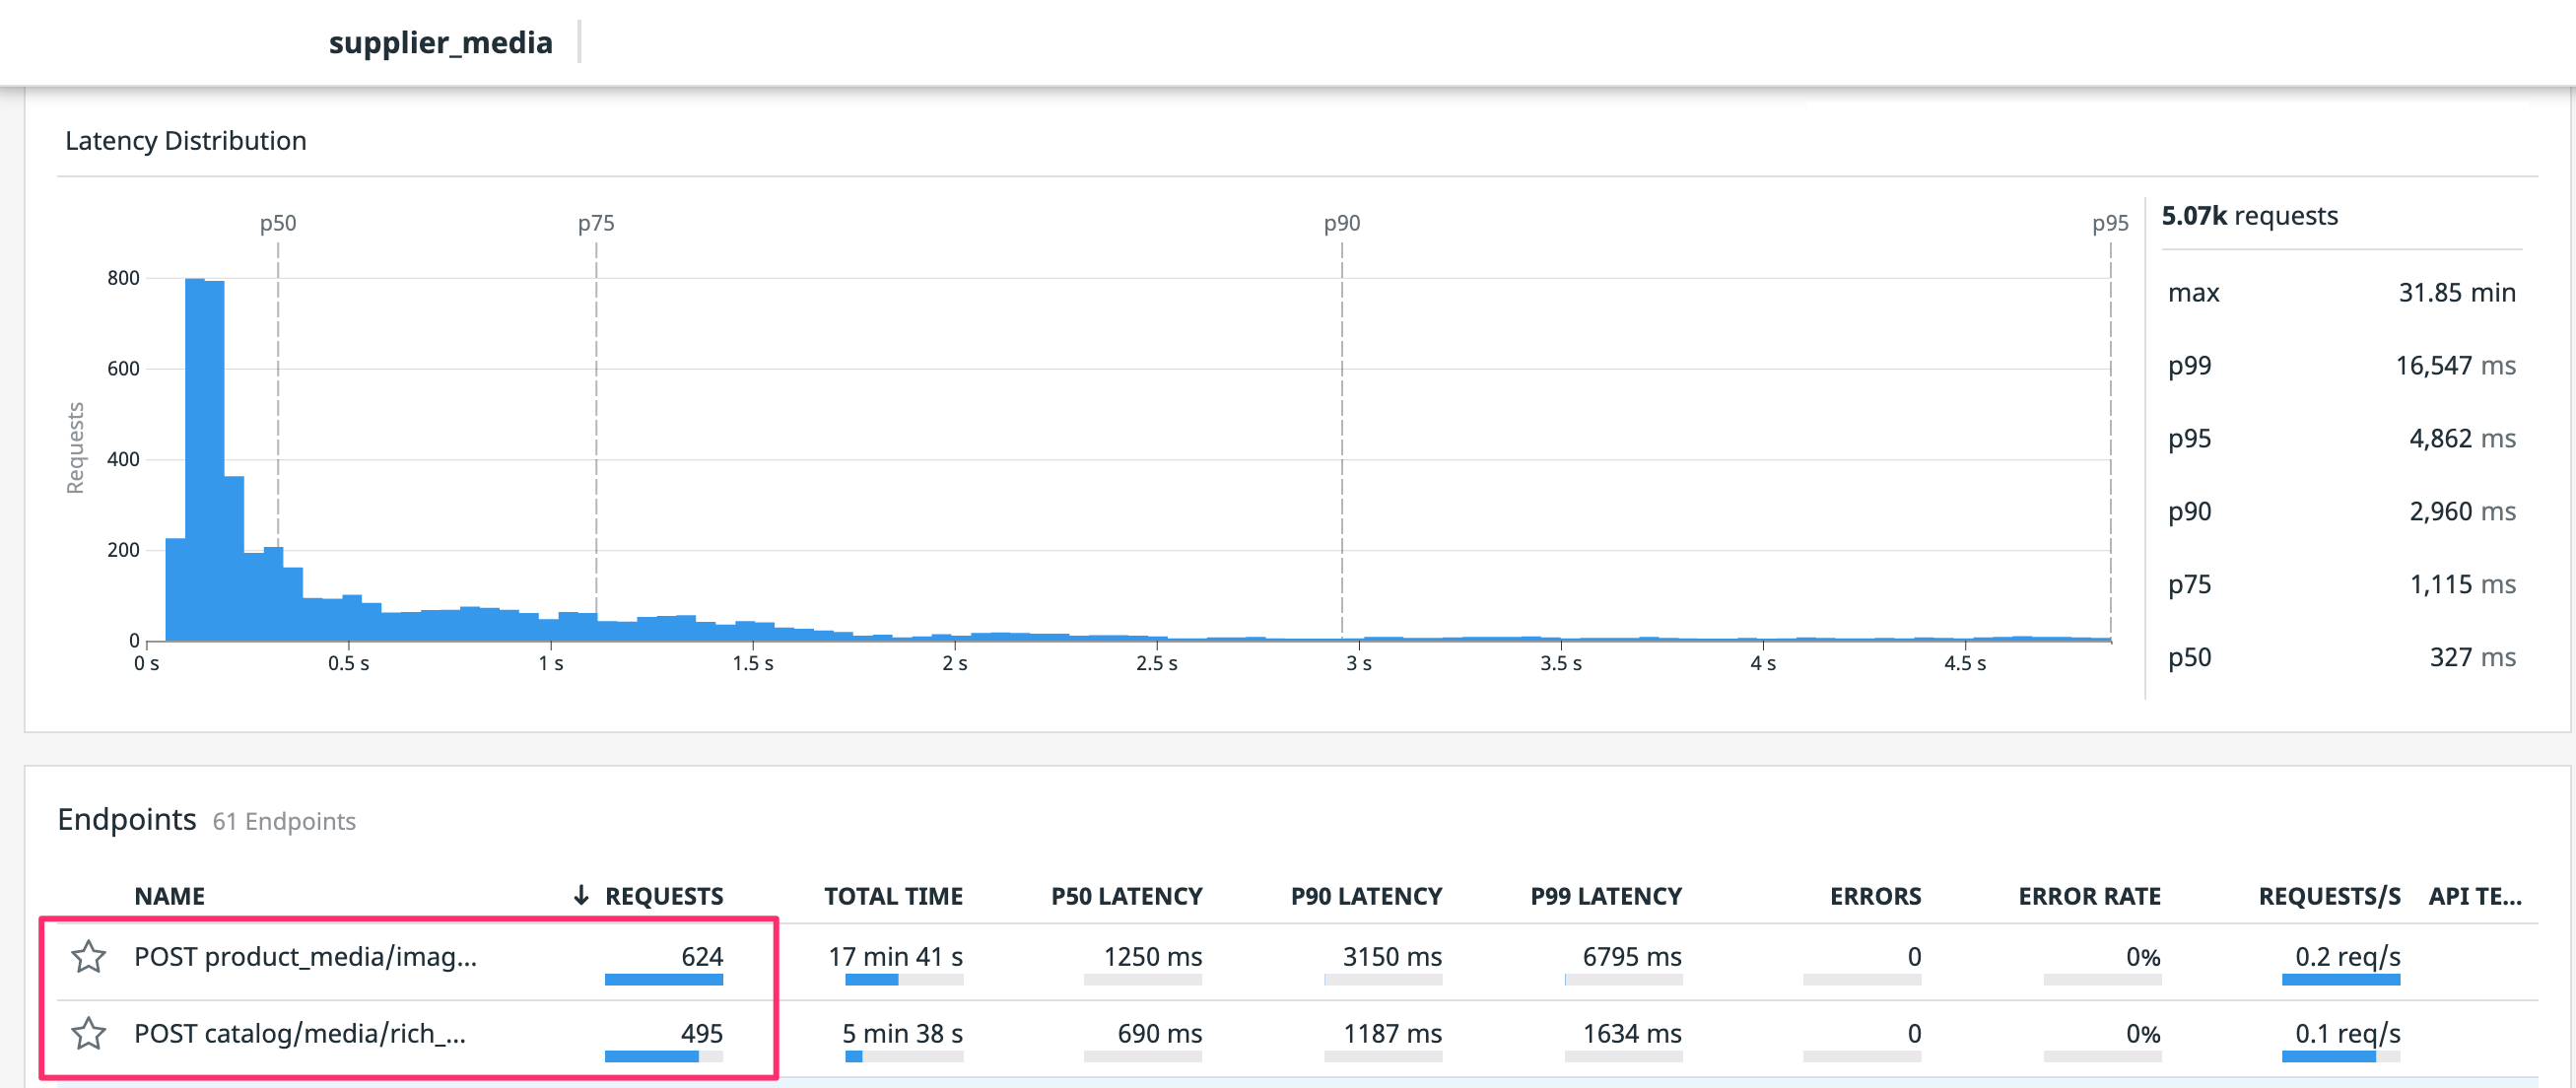 supplier_media
Latency Distribution
p50 p75 p90 p95
5.07k requests
max 31.85 min
p99 16,547 ms
p95 4,862 ms
p90 2,960 ms
p75 1,115 ms
p50 327 ms
Requests
800
600
400
200
0
0 s 0.5 s 1 s 1.5 s 2 s 2.5 s 3 s 3.5 s 4 s 4.5 s
Endpoints 61 Endpoints
NAME ↓ REQUESTS TOTAL TIME P50 LATENCY P90 LATENCY P99 LATENCY ERRORS ERROR RATE REQUESTS/S API TE...
POST product_media/imag... 624 17 min 41 s 1250 ms 3150 ms 6795 ms 0 0% 0.2 req/s
POST catalog/media/rich_... 495 5 min 38 s 690 ms 1187 ms 1634 ms 0 0% 0.1 req/s